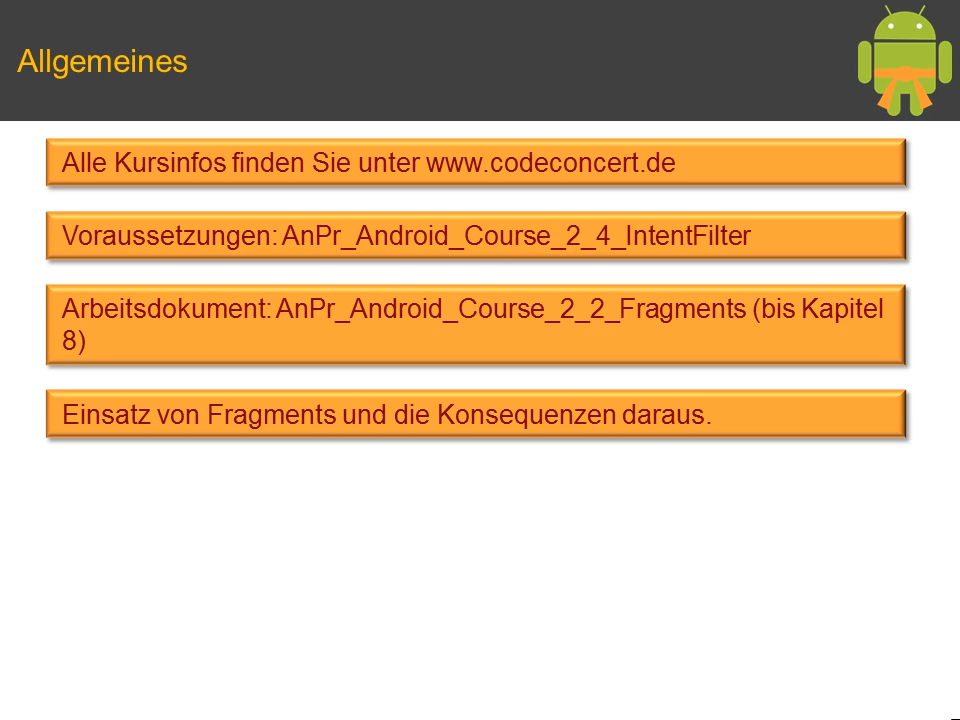 Allgemeines
Alle Kursinfos finden Sie unter www.codeconcert.de
Voraussetzungen: AnPr_Android_Course_2_4_IntentFilter
Arbeitsdokument: AnPr_Android_Course_2_2_Fragments (bis Kapitel
8)
Einsatz von Fragments und die Konsequenzen daraus.